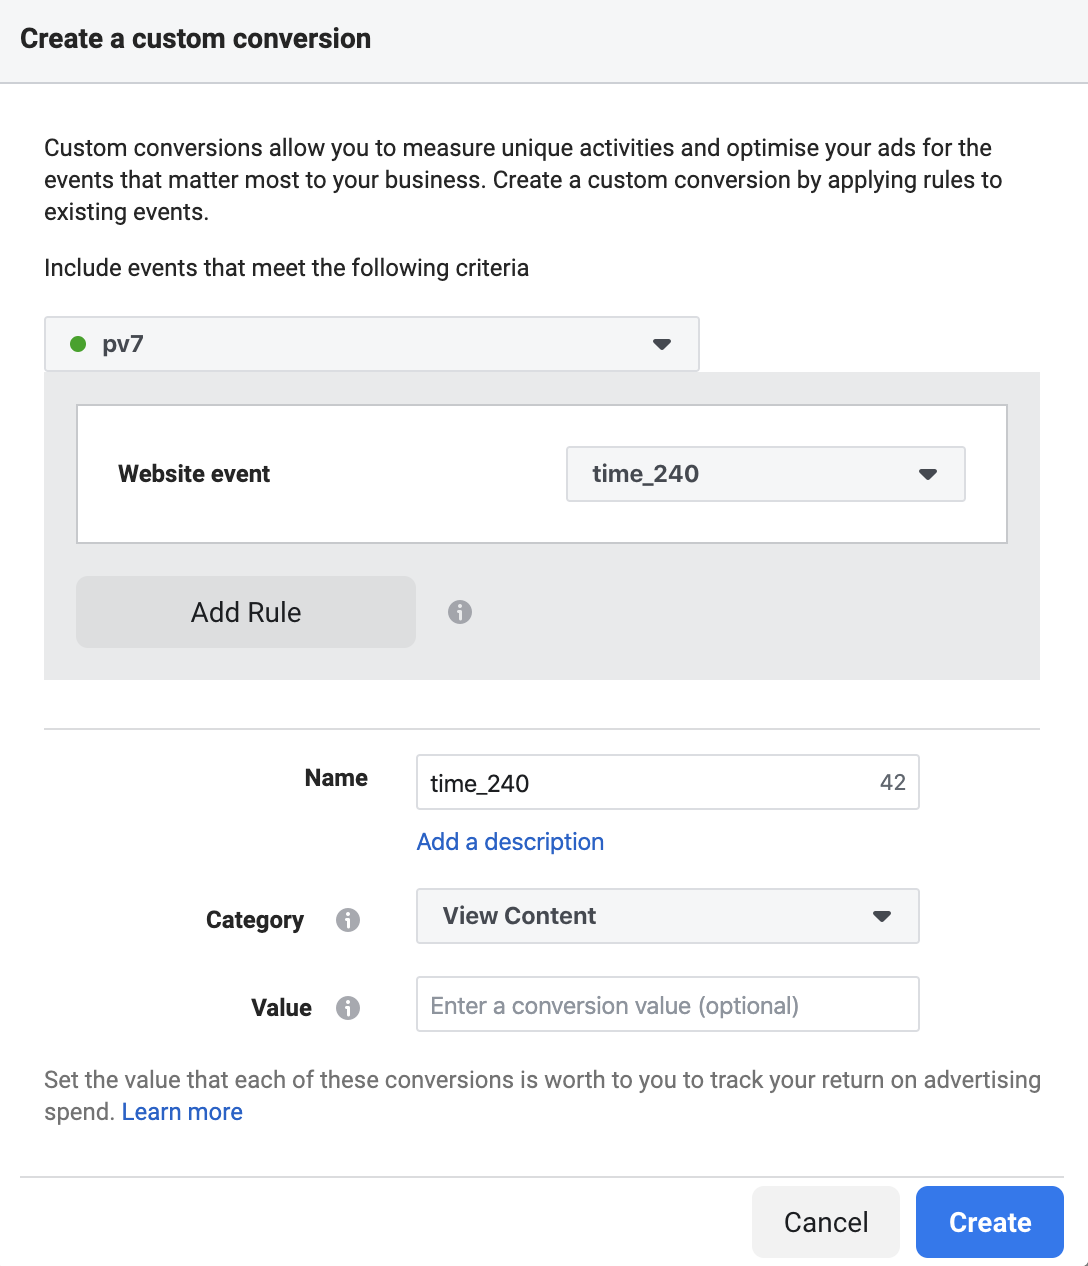 Create a custom conversion
Custom conversions allow you to measure unique activities and optimise your ads for the
events that matter most to your business. Create a custom conversion by applying rules to
existing events.
Include events that meet the following criteria
pv7
Website event
time_240
Add Rule
Name
time_240
42
Add a description
Category
View Content
Value
Enter a conversion value (optional)
Set the value that each of these conversions is worth to you to track your return on advertising
spend. Learn more
Cancel
Create